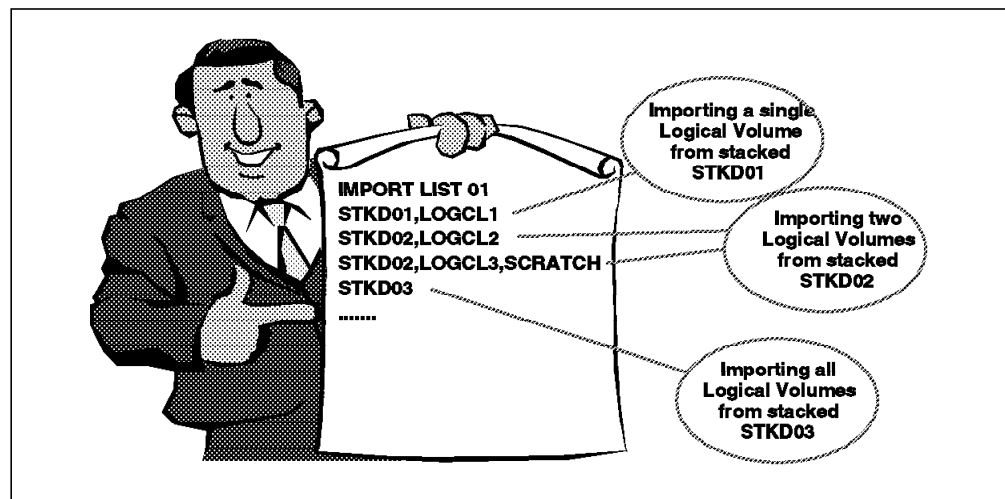 IMPORT LIST 01
STKD01,LOGCL1
STKD02,LOGCL2
STKD02,LOGCL3,SCRATCH
STKD03
.......
Importing a single
Logical Volume
from stacked
STKD01
Importing two
Logical Volumes
from stacked
STKD02
Importing all
Logical Volumes
from stacked
STKD03